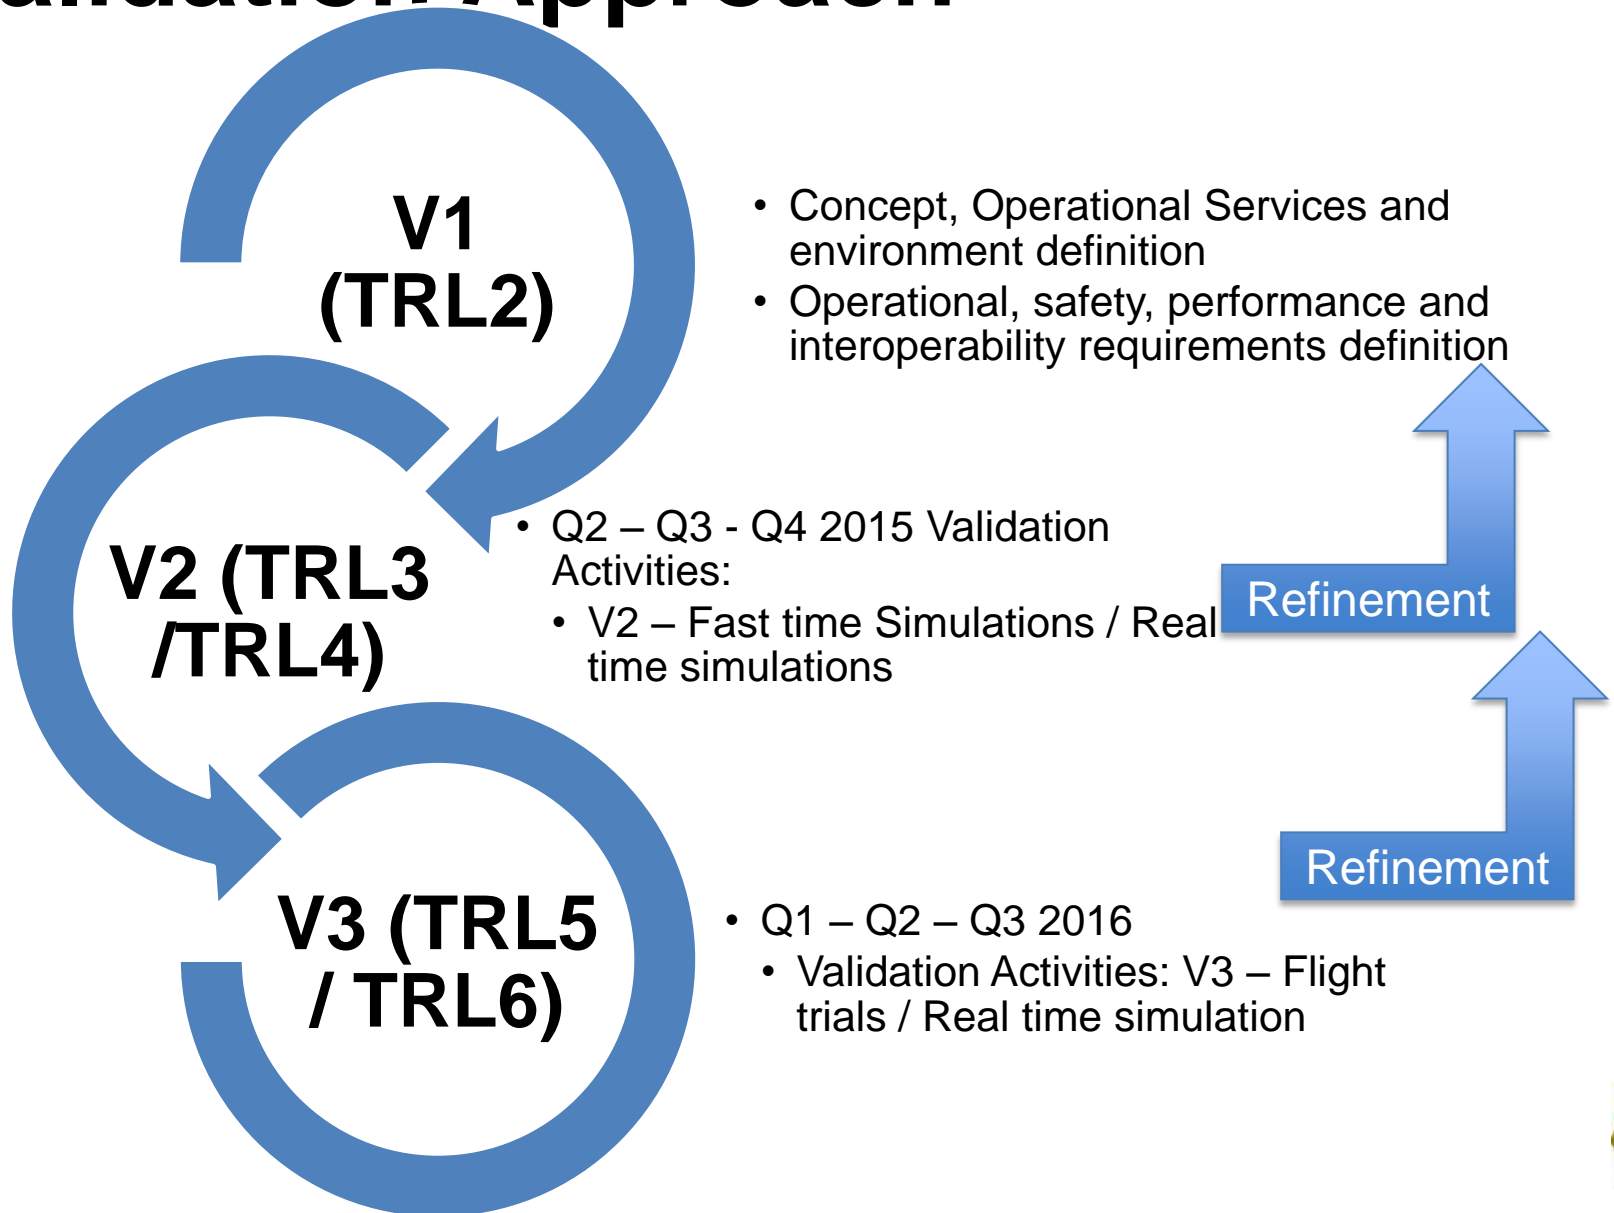 Approach
V1
(TRL2)
• Concept, Operational Services and
environment definition
• Operational, safety, performance and
interoperability requirements definition
V2 (TRL3
/TRL4)
• Q2 – Q3 - Q4 2015 Validation
Activities:
• V2 – Fast time Simulations / Real
time simulations
Refinement
Refinement
V3 (TRL5
/ TRL6)
• Q1 – Q2 – Q3 2016
• Validation Activities: V3 – Flight
trials / Real time simulation